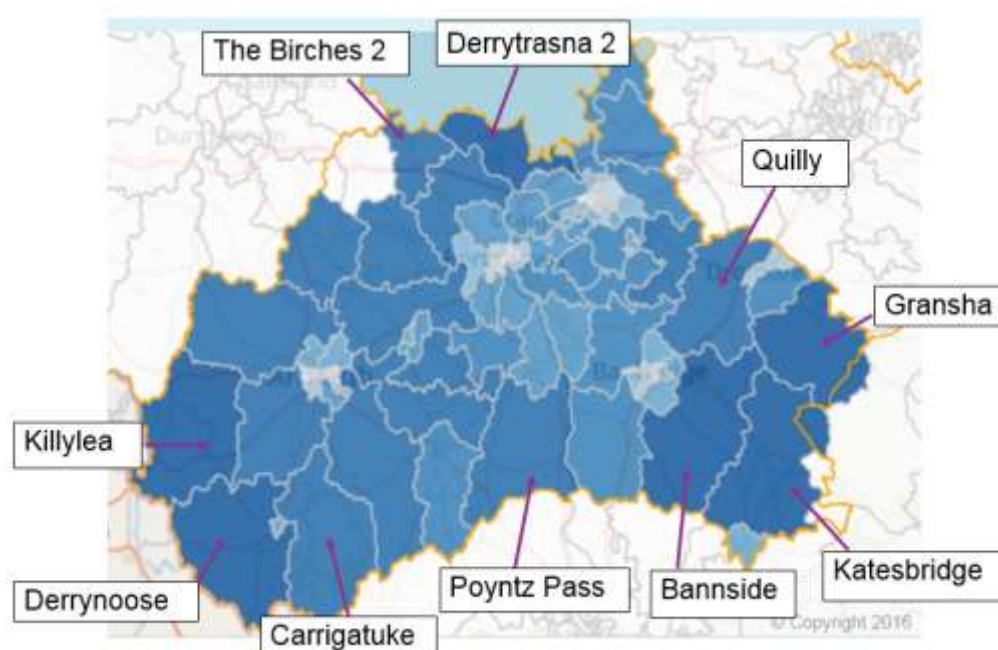 The Birches 2
Derrytrasna 2
Quilly
Gransha
Killylea
Derrynoose
Carrigatuke
Poyntz Pass
Bannside
Katesbridge
© Copyright 2016